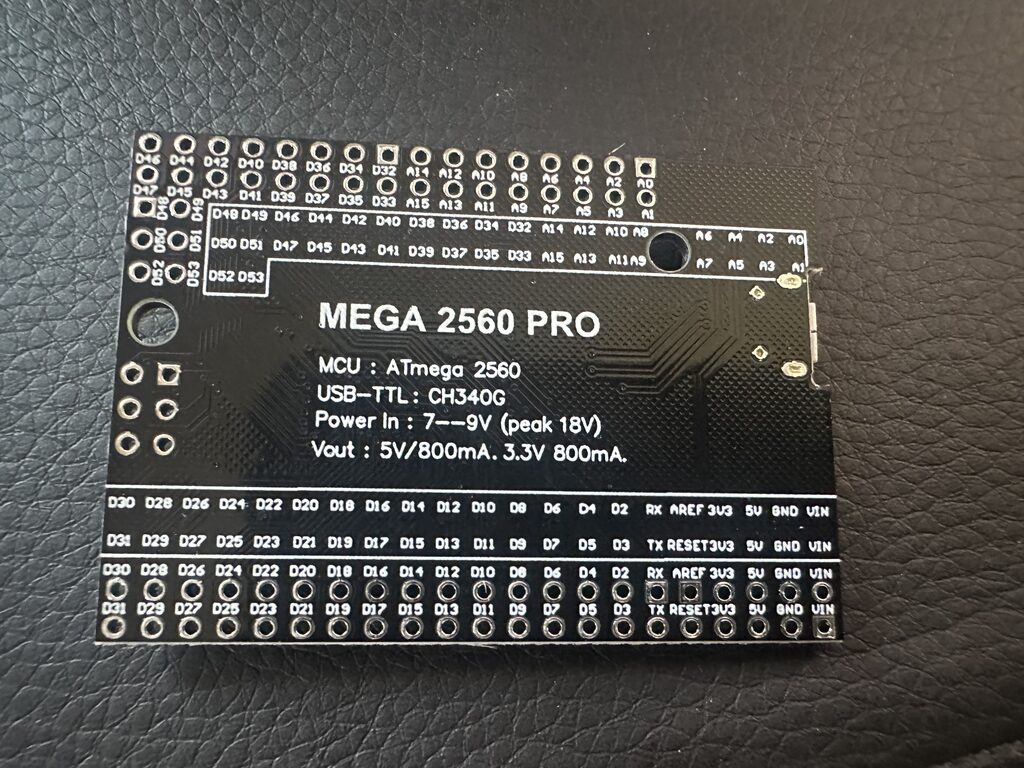 D46 D44 D42 D40 D38 D36 D34 D32 A14 A12 A10 A8 A6 A4 A2 A0
D47 D45 D43 D41 D39 D37 D35 D33 A15 A13 A11 A9 A7 A5 A3 A1
D48 D49
D50 D51
D52 D53
D48 D49 D46 D44 D42 D40 D38 D36 D34 D32 A14 A12 A10 A8 A6 A4 A2 A0
D50 D51 D47 D45 D43 D41 D39 D37 D35 D33 A15 A13 A11 A9 A7 A5 A3 A1
D52 D53
MEGA 2560 PRO
MCU : ATmega 2560
USB-TTL : CH340G
Power In : 7--9V (peak 18V)
Vout : 5V/800mA. 3.3V 800mA.
D30 D28 D26 D24 D22 D20 D18 D16 D14 D12 D10 D8 D6 D4 D2 RX AREF 3V3 5V GND VIN
D31 D29 D27 D25 D23 D21 D19 D17 D15 D13 D11 D9 D7 D5 D3 TX RESET 3V3 5V GND VIN
D30 D28 D26 D24 D22 D20 D18 D16 D14 D12 D10 D8 D6 D4 D2 RX AREF 3V3 5V GND VIN
D31 D29 D27 D25 D23 D21 D19 D17 D15 D13 D11 D9 D7 D5 D3 TX RESET 3V3 5V GND VIN